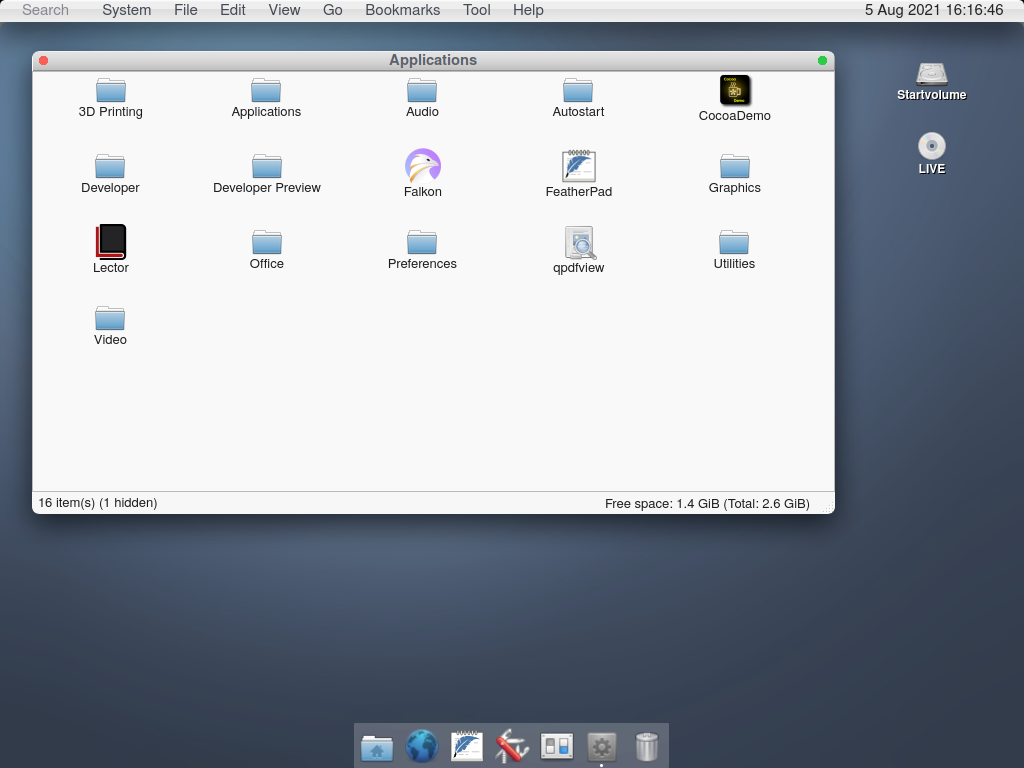 Search System File Edit View Go Bookmarks Tool Help 5 Aug 2021 16:16:46
Applications
3D Printing Applications Audio Autostart CocoaDemo
Developer Developer Preview Falkon FeatherPad Graphics
Lector Office Preferences qpdfview Utilities
Video
16 item(s) (1 hidden) Free space: 1.4 GiB (Total: 2.6 GiB)
Startvolume
LIVE